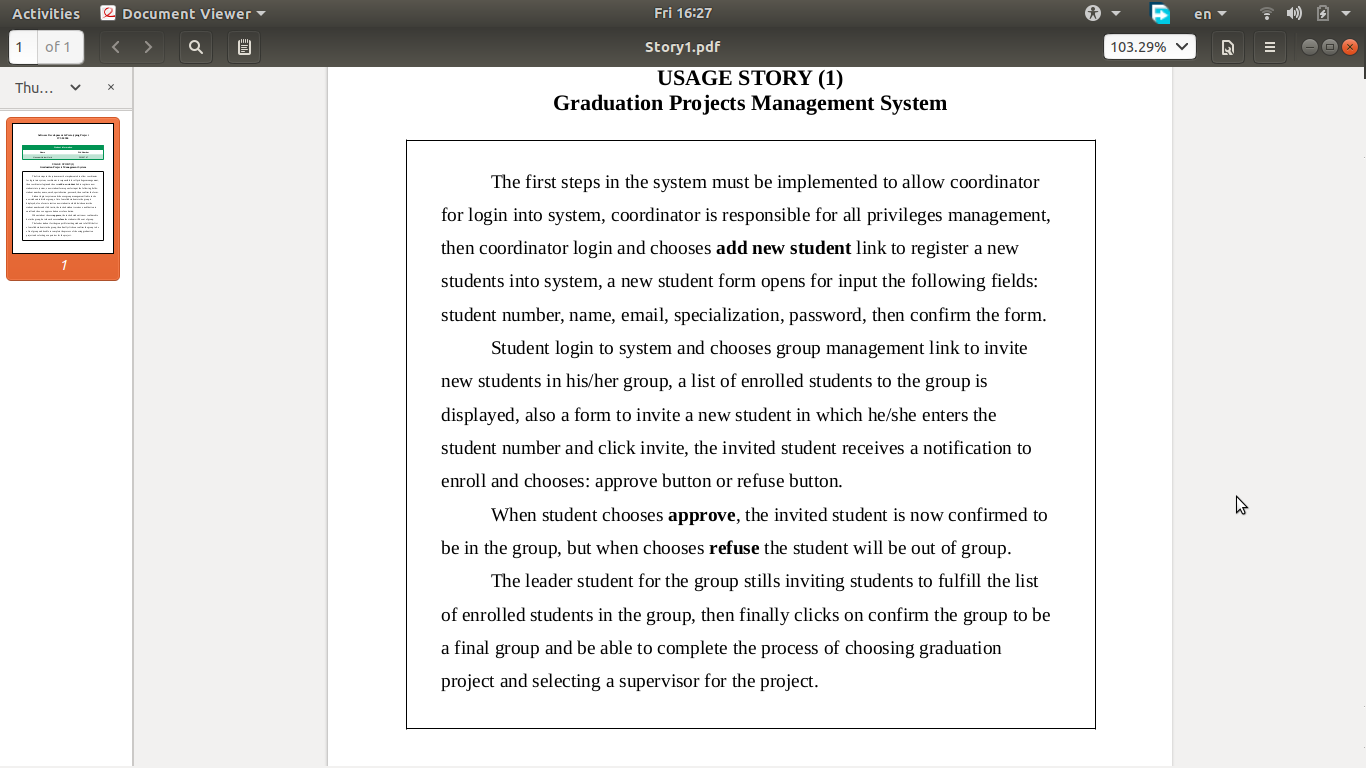 Activities
Document Viewer
Fri 16:27
en
1
of 1
Story1.pdf
103.29%
Thu...
1
USAGE STORY (1)
Graduation Projects Management System
The first steps in the system must be implemented to allow coordinator
for login into system, coordinator is responsible for all privileges management,
then coordinator login and chooses add new student link to register a new
students into system, a new student form opens for input the following fields:
student number, name, email, specialization, password, then confirm the form.
Student login to system and chooses group management link to invite
new students in his/her group, a list of enrolled students to the group is
displayed, also a form to invite a new student in which he/she enters the
student number and click invite, the invited student receives a notification to
enroll and chooses: approve button or refuse button.
When student chooses approve, the invited student is now confirmed to
be in the group, but when chooses refuse the student will be out of group.
The leader student for the group stills inviting students to fulfill the list
of enrolled students in the group, then finally clicks on confirm the group to be
a final group and be able to complete the process of choosing graduation
project and selecting a supervisor for the project.